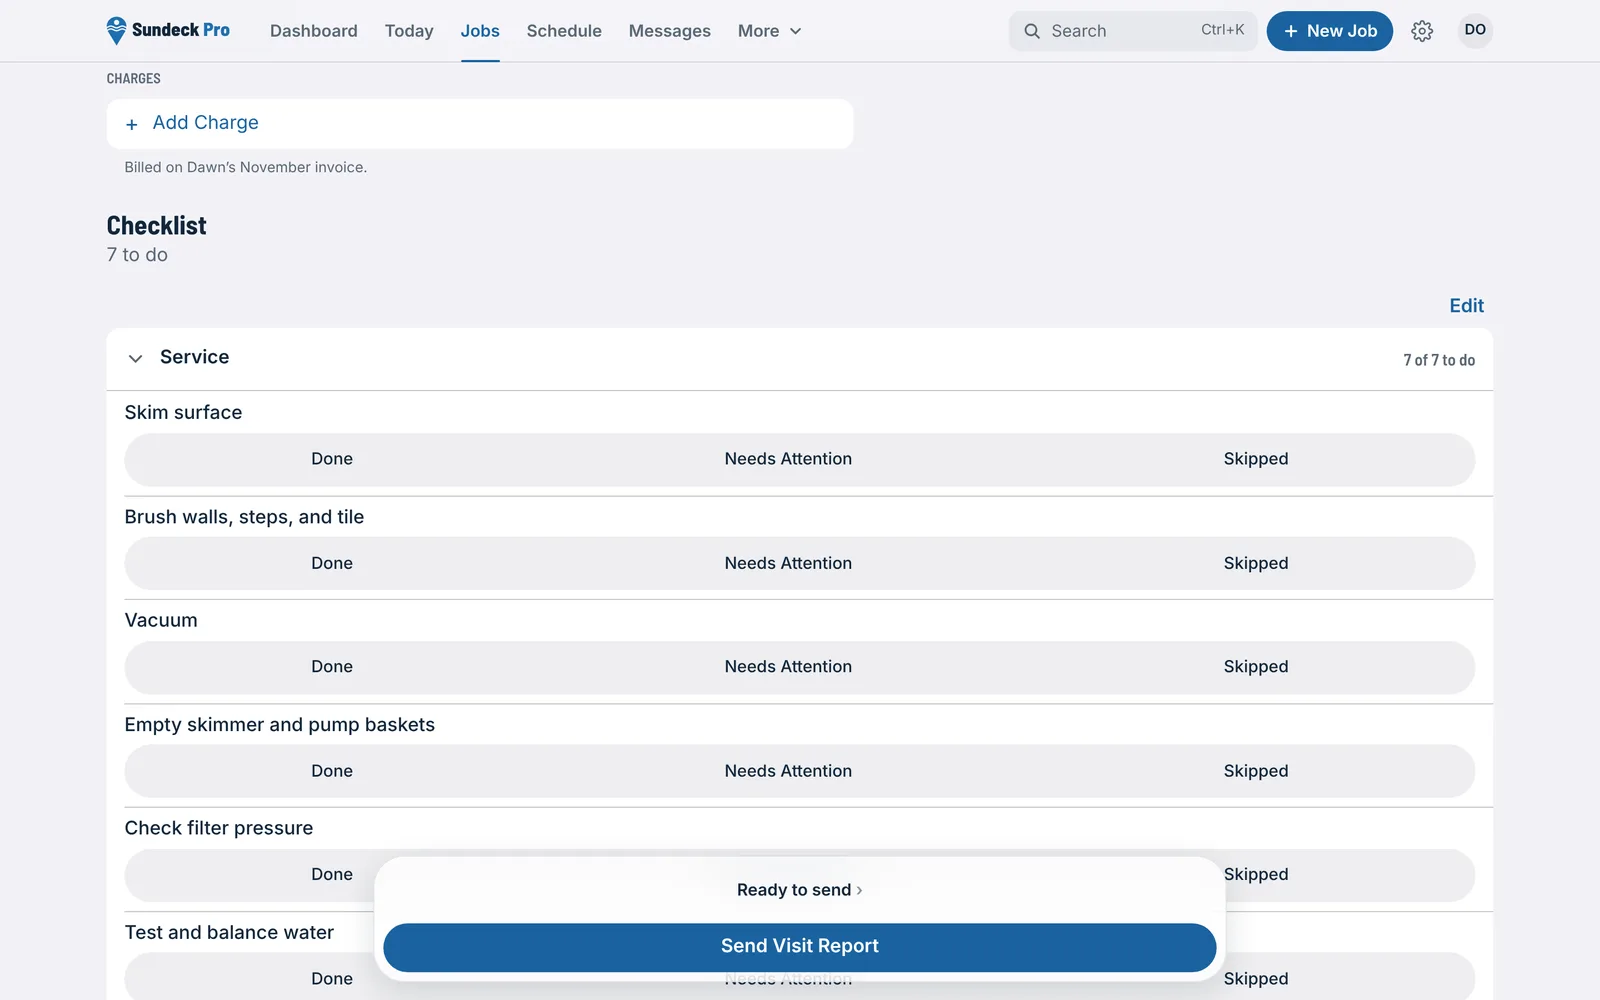 Sundeck Pro Dashboard Today Jobs Schedule Messages More Search Ctrl+K + New Job DO
CHARGES
+ Add Charge
Billed on Dawn’s November invoice.
Checklist
7 to do
Edit
Service 7 of 7 to do
Skim surface
Done Needs Attention Skipped
Brush walls, steps, and tile
Done Needs Attention Skipped
Vacuum
Done Needs Attention Skipped
Empty skimmer and pump baskets
Done Needs Attention Skipped
Check filter pressure
Done Skipped
Ready to send ›
Test and balance water
Send Visit Report
Done Needs Attention Skipped